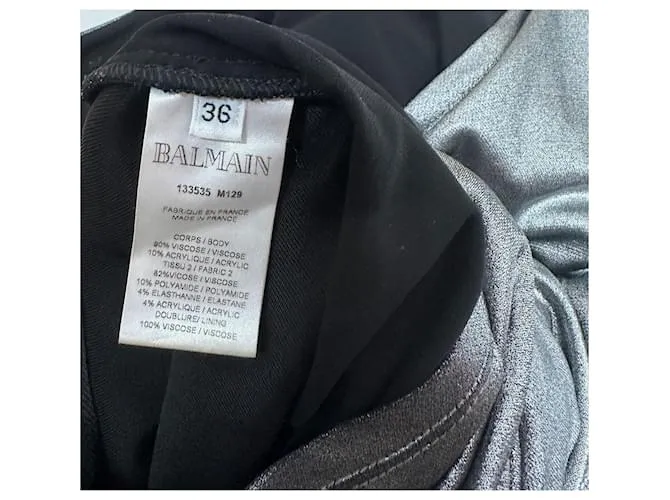 36
BALMAIN
133535 M129
FABRIQUE EN FRANCE
MADE IN FRANCE
CORPS / BODY
90% VISCOSE / VISCOSE
10% ACRYLIQUE / ACRYLIC
TISSU 2 / FABRIC 2
82%VICOSE / VISCOSE
10% POLYAMIDE / POLYAMIDE
4% ELASTHANNE / ELASTANE
4% ACRYLIQUE / ACRYLIC
DOUBLURE/ LINING
100% VISCOSE / VISCOSE